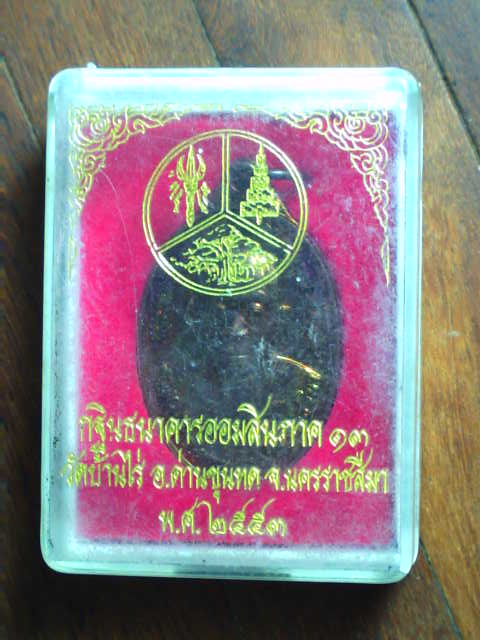 กฐินธนาคารออมสินภาค ๑๓
วัดบ้านไร่ อ.ด่านขุนทด จ.นครราชสีมา
พ.ศ.๒๕๕๓